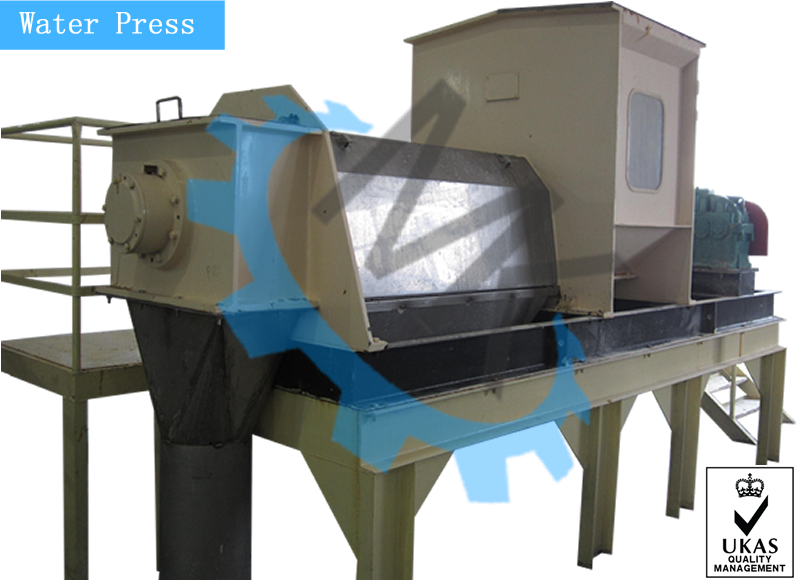 Water Press
UKAS
QUALITY
MANAGEMENT